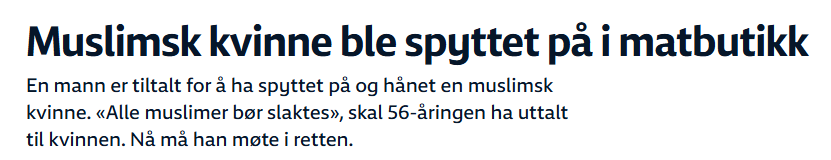 Muslimsk kvinne ble spyttet på i matbutikk
En mann er tiltalt for å ha spyttet på og hånet en muslimsk
kvinne. «Alle muslimer bør slaktes», skal 56-åringen ha uttalt
til kvinnen. Nå må han møte i retten.